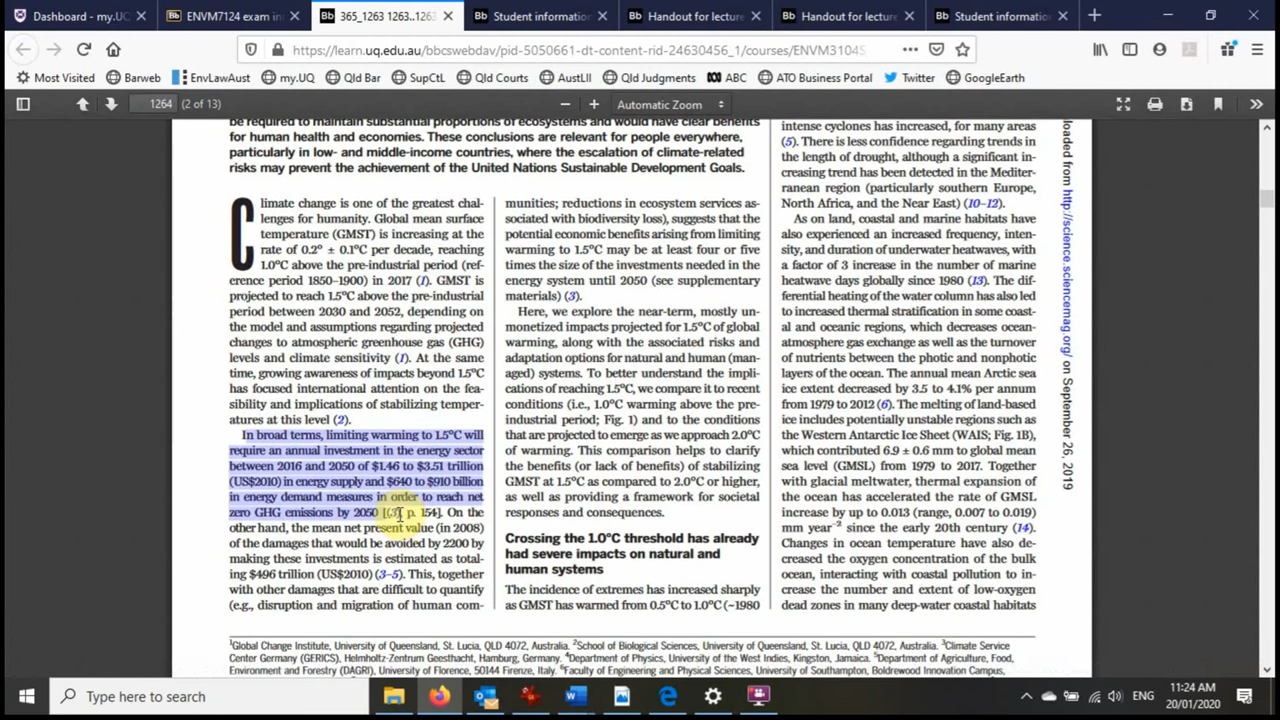 Dashboard - my.UQ
ENVM7124 exam in
365_1263 1263..1263
Student informatio
Handout for lecture
Handout for lecture
Student informatio
https://learn.uq.edu.au/bbcswebdav/pid-5050661-dt-content-rid-24630456_1/courses/ENVM3104S
Most Visited
Barweb
EnvLawAust
my.UQ
Qld Bar
SupCtL
Qld Courts
AustLII
Qld Judgments
ABC
ATO Business Portal
Twitter
GoogleEarth
1264 (2 of 13)
Automatic Zoom
be required to maintain substantial proportions of ecosystems and would have clear benefits
for human health and economies. These conclusions are relevant for people everywhere,
particularly in low- and middle-income countries, where the escalation of climate-related
risks may prevent the achievement of the United Nations Sustainable Development Goals.
Climate change is one of the greatest chal-
lenges for humanity. Global mean surface
temperature (GMST) is increasing at the
rate of 0.2° ± 0.1°C per decade, reaching
1.0°C above the pre-industrial period (ref-
erence period 1850–1900) in 2017 (1). GMST is
projected to reach 1.5°C above the pre-industrial
period between 2030 and 2052, depending on
the model and assumptions regarding projected
changes to atmospheric greenhouse gas (GHG)
levels and climate sensitivity (1). At the same
time, growing awareness of impacts beyond 1.5°C
has focused international attention on the fea-
sibility and implications of stabilizing temper-
atures at this level (2).
In broad terms, limiting warming to 1.5°C will
require an annual investment in the energy sector
between 2016 and 2050 of $1.46 to $3.51 trillion
(US$2010) in energy supply and $640 to $910 billion
in energy demand measures in order to reach net
zero GHG emissions by 2050 [(3), p. 154]. On the
other hand, the mean net present value (in 2008)
of the damages that would be avoided by 2200 by
making these investments is estimated as total-
ing $496 trillion (US$2010) (3–5). This, together
with other damages that are difficult to quantify
(e.g., disruption and migration of human com-
munities; reductions in ecosystem services as-
sociated with biodiversity loss), suggests that the
potential economic benefits arising from limiting
warming to 1.5°C may be at least four or five
times the size of the investments needed in the
energy system until 2050 (see supplementary
materials) (3).
Here, we explore the near-term, mostly un-
monetized impacts projected for 1.5°C of global
warming, along with the associated risks and
adaptation options for natural and human (man-
aged) systems. To better understand the impli-
cations of reaching 1.5°C, we compare it to recent
conditions (i.e., 1.0°C warming above the pre-
industrial period; Fig. 1) and to the conditions
that are projected to emerge as we approach 2.0°C
of warming. This comparison helps to clarify
the benefits (or lack of benefits) of stabilizing
GMST at 1.5°C as compared to 2.0°C or higher,
as well as providing a framework for societal
responses and consequences.
Crossing the 1.0°C threshold has already
had severe impacts on natural and
human systems
The incidence of extremes has increased sharply
as GMST has warmed from 0.5°C to 1.0°C (~1980
intense cyclones has increased, for many areas
(5). There is less confidence regarding trends in
the length of drought, although a significant in-
creasing trend has been detected in the Mediter-
ranean region (particularly southern Europe,
North Africa, and the Near East) (10–12).
As on land, coastal and marine habitats have
also experienced an increased frequency, inten-
sity, and duration of underwater heatwaves, with
a factor of 3 increase in the number of marine
heatwave days globally since 1980 (13). The dif-
ferential heating of the water column has also led
to increased thermal stratification in some coast-
al and oceanic regions, which decreases ocean-
atmosphere gas exchange as well as the turnover
of nutrients between the photic and nonphotic
layers of the ocean. The annual mean Arctic sea
ice extent decreased by 3.5 to 4.1% per annum
from 1979 to 2012 (6). The melting of land-based
ice includes potentially unstable regions such as
the Western Antarctic Ice Sheet (WAIS; Fig. 1B),
which contributed 6.9 ± 0.6 mm to global mean
sea level (GMSL) from 1979 to 2017. Together
with glacial meltwater, thermal expansion of
the ocean has accelerated the rate of GMSL
increase by up to 0.013 (range, 0.007 to 0.019)
mm year⁻² since the early 20th century (14).
Changes in ocean temperature have also de-
creased the oxygen concentration of the bulk
ocean, interacting with coastal pollution to in-
crease the number and extent of low-oxygen
dead zones in many deep-water coastal habitats
nloaded from http://science.sciencemag.org/ on September 26, 2019
¹Global Change Institute, University of Queensland, St. Lucia, QLD 4072, Australia. ²School of Biological Sciences, University of Queensland, St. Lucia, QLD 4072, Australia. ³Climate Service
Center Germany (GERICS), Helmholtz-Zentrum Geesthacht, Hamburg, Germany. ⁴Department of Physics, University of the West Indies, Kingston, Jamaica. ⁵Department of Agriculture, Food,
Environment and Forestry (DAGRI), University of Florence, 50144 Firenze, Italy. ⁶Faculty of Engineering and Physical Sciences, University of Southampton, Boldrewood Innovation Campus,
Type here to search
ENG
11:24 AM
20/01/2020